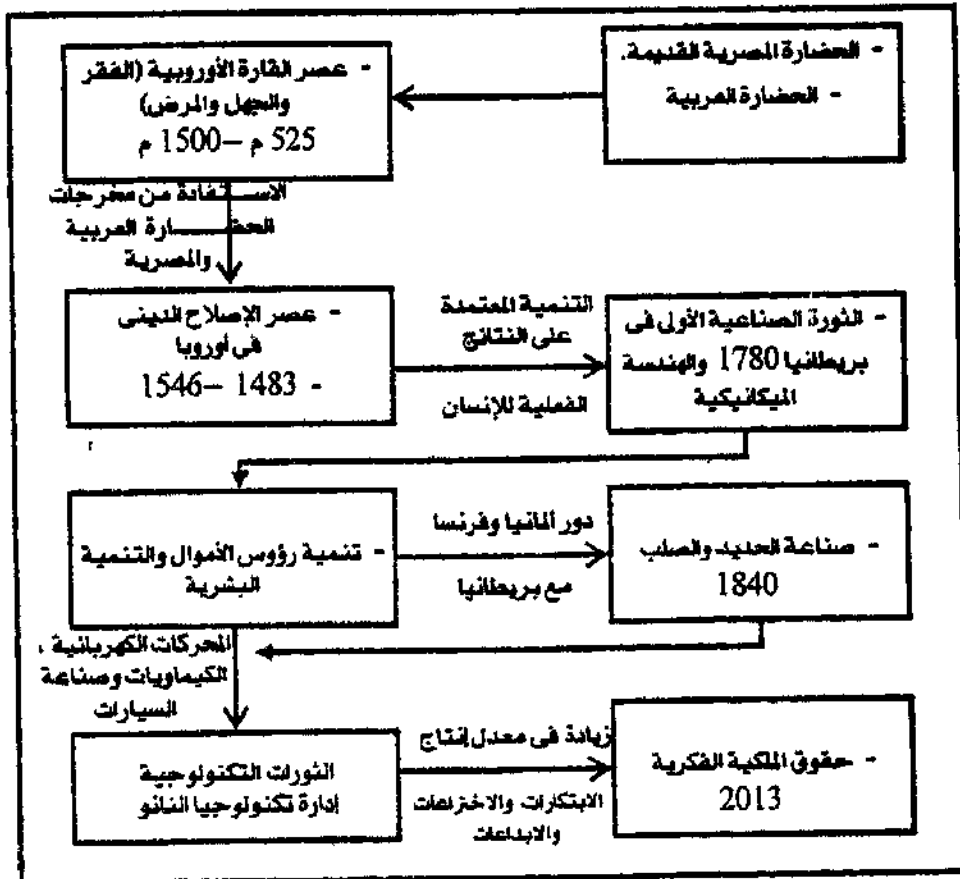 - الحضارة المصرية القديمة.
- الحضارة العربية
- عصر القارة الأوروبية (الفقر
والجهل والمرض)
525 م – 1500 م
الاستفادة من مخرجات
الحضارة العربية
والمصرية
- عصر الإصلاح الدينى
فى أوروبا
- 1483 – 1546
التنمية المعتمدة
على النتائج
الفعلية للإنسان
- الثورة الصناعية الأولى فى
بريطانيا 1780 والهندسة
الميكانيكية
- تنمية رؤوس الأموال والتنمية
البشرية
دور ألمانيا وفرنسا
مع بريطانيا
- صناعة الحديد والصلب
1840
المحركات الكهربائية ،
الكيماويات وصناعة
السيارات
الثورات التكنولوجية
إدارة تكنولوجيا النانو
زيادة فى معدل إنتاج
الابتكارات والاختراعات
والابداعات
- حقوق الملكية الفكرية
2013